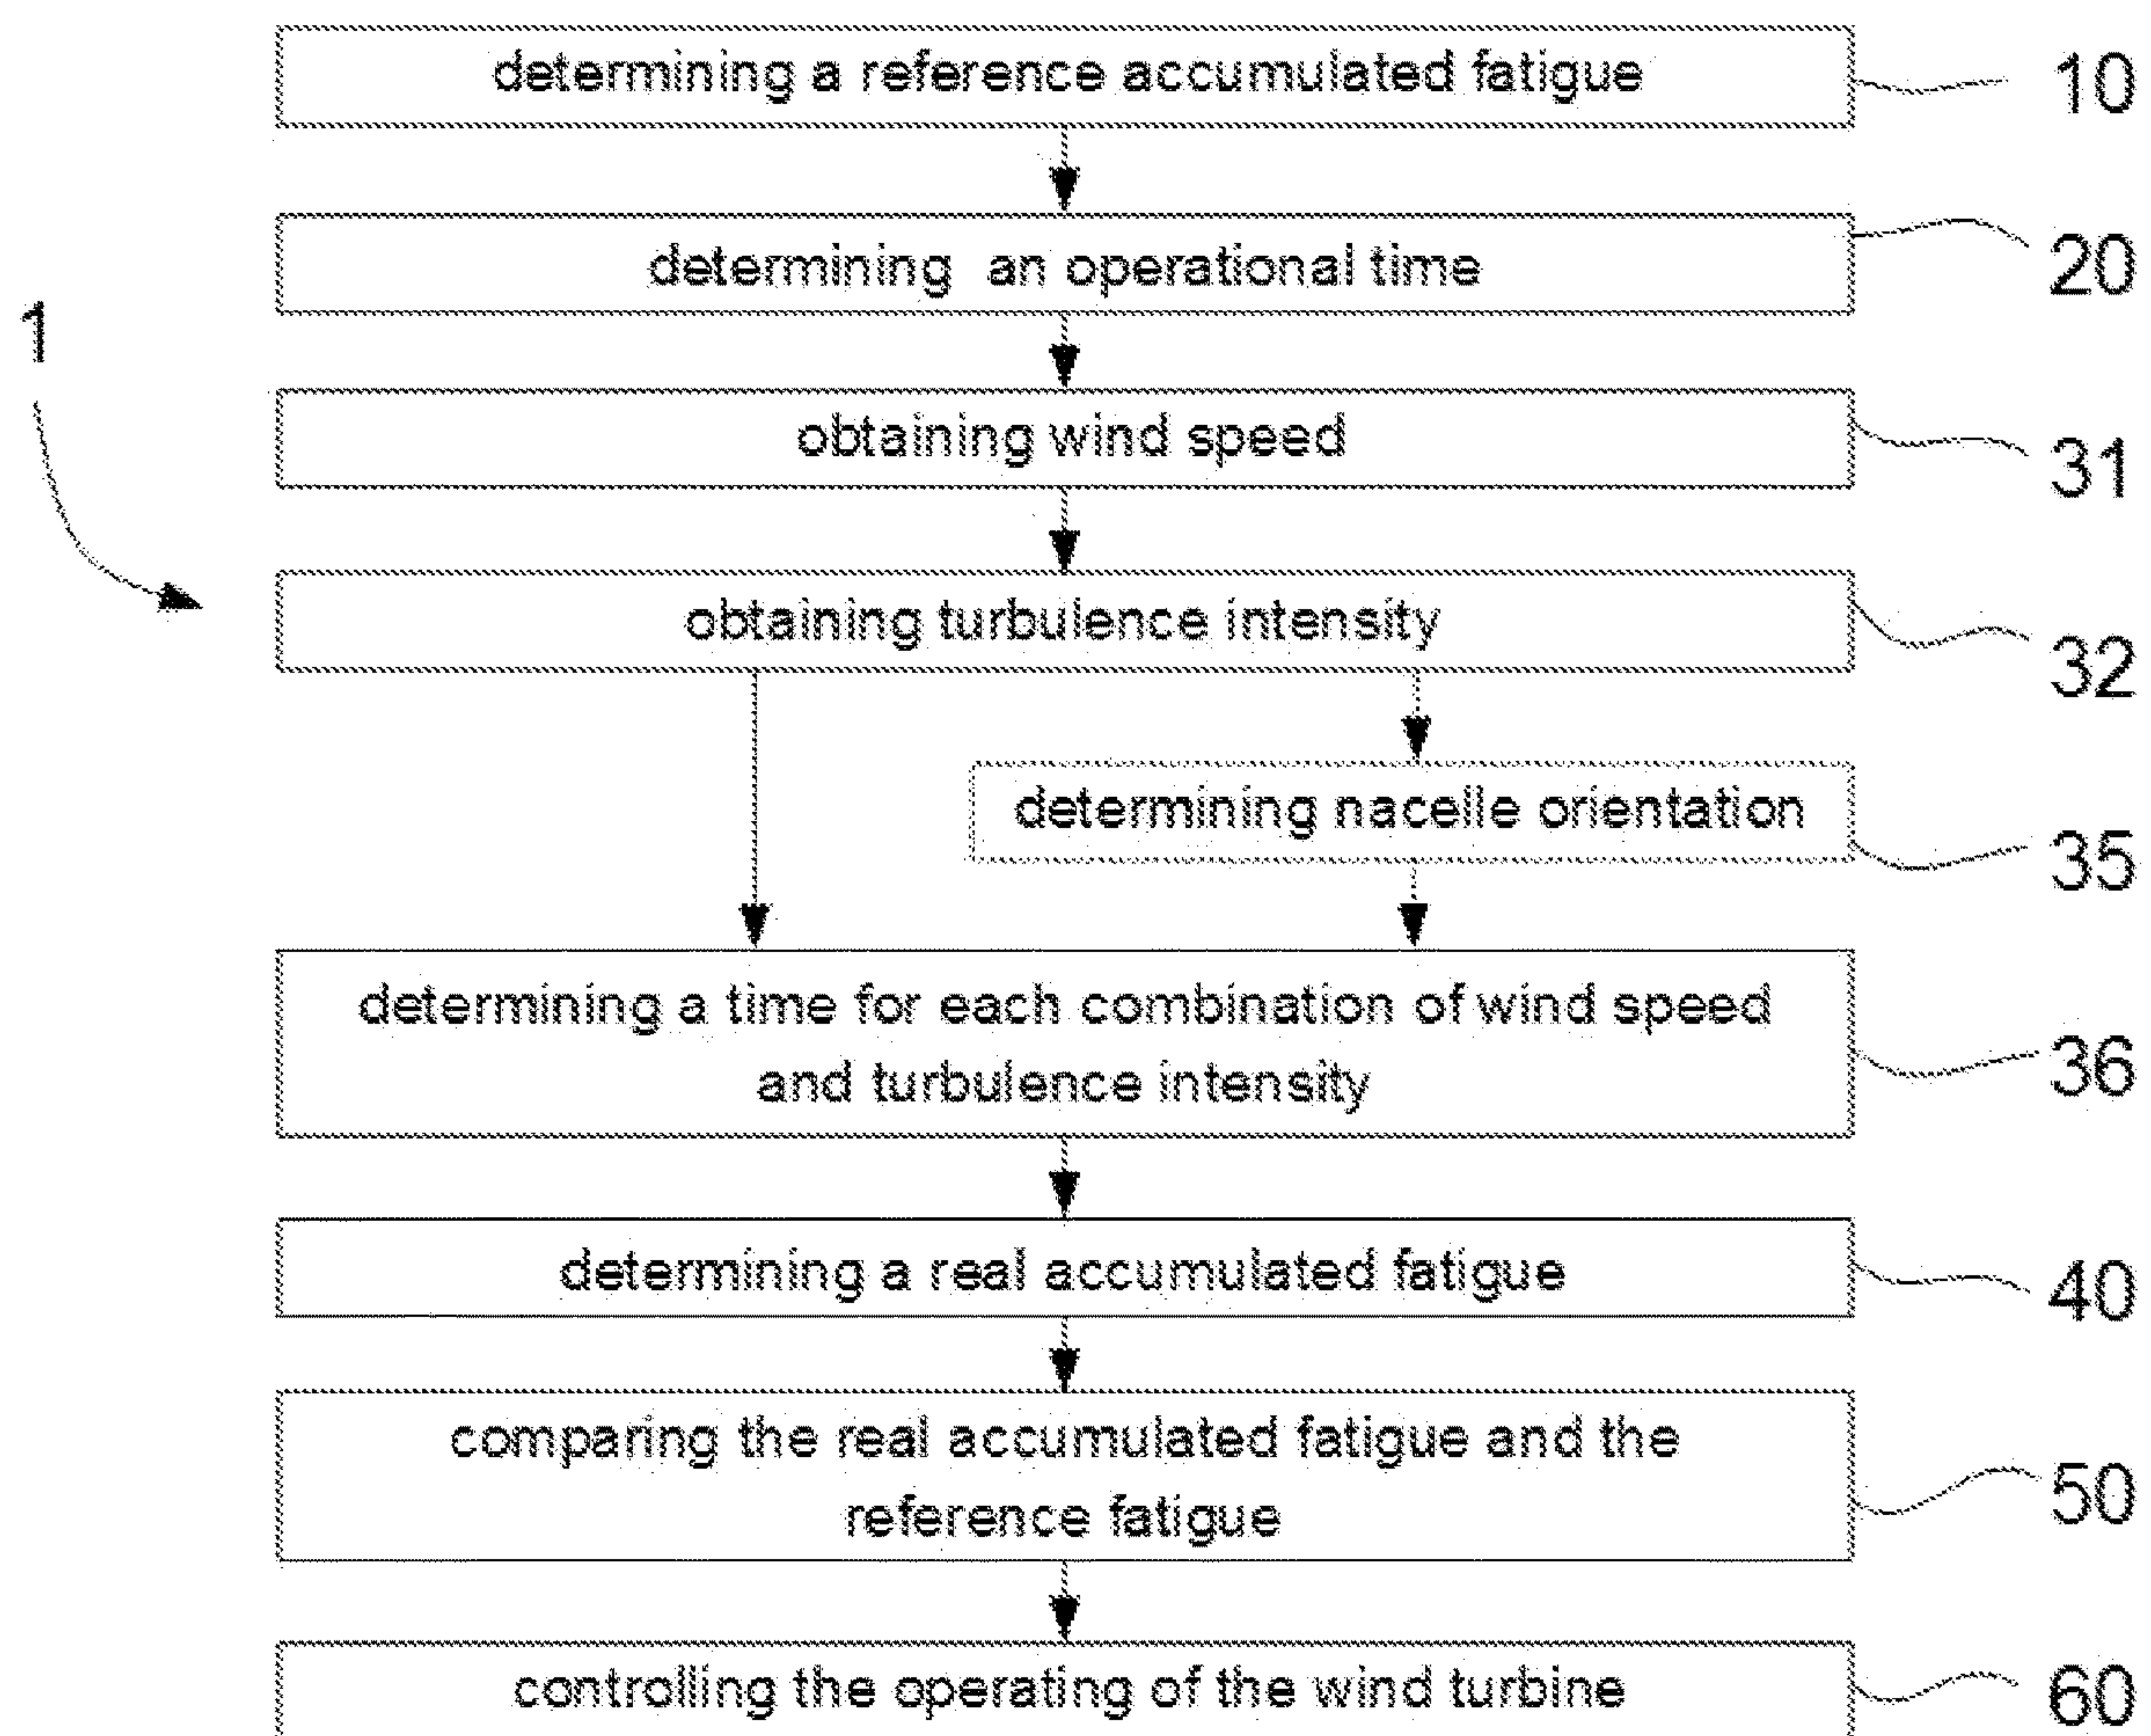 determining a reference accumulated fatigue
10
determining an operational time
20
1
obtaining wind speed
31
obtaining turbulence intensity
32
determining nacelle orientation
35
determining a time for each combination of wind speed
and turbulence intensity
36
determining a real accumulated fatigue
40
comparing the real accumulated fatigue and the
reference fatigue
50
controlling the operating of the wind turbine
60